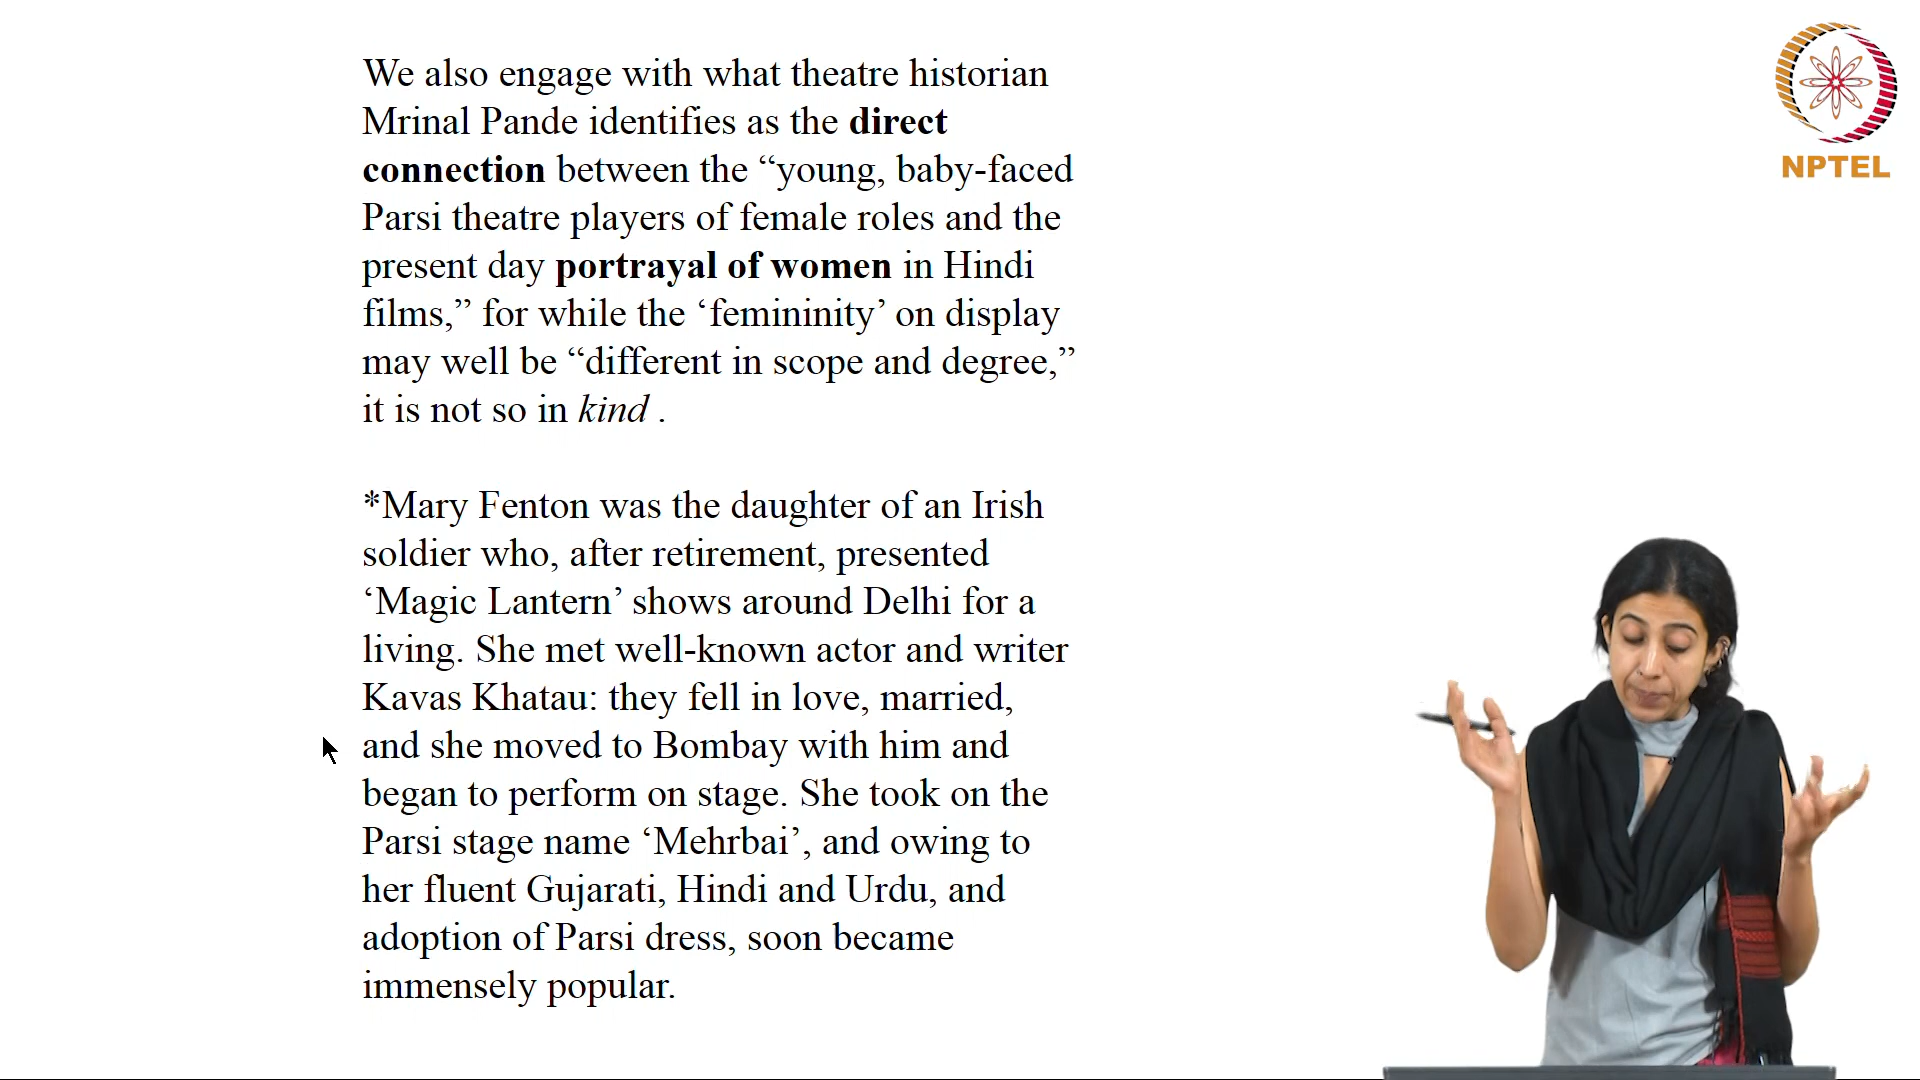 We also engage with what theatre historian
Mrinal Pande identifies as the direct
connection between the “young, baby-faced
Parsi theatre players of female roles and the
present day portrayal of women in Hindi
films,” for while the ‘femininity’ on display
may well be “different in scope and degree,”
it is not so in kind .
*Mary Fenton was the daughter of an Irish
soldier who, after retirement, presented
‘Magic Lantern’ shows around Delhi for a
living. She met well-known actor and writer
Kavas Khatau: they fell in love, married,
and she moved to Bombay with him and
began to perform on stage. She took on the
Parsi stage name ‘Mehrbai’, and owing to
her fluent Gujarati, Hindi and Urdu, and
adoption of Parsi dress, soon became
immensely popular.
NPTEL